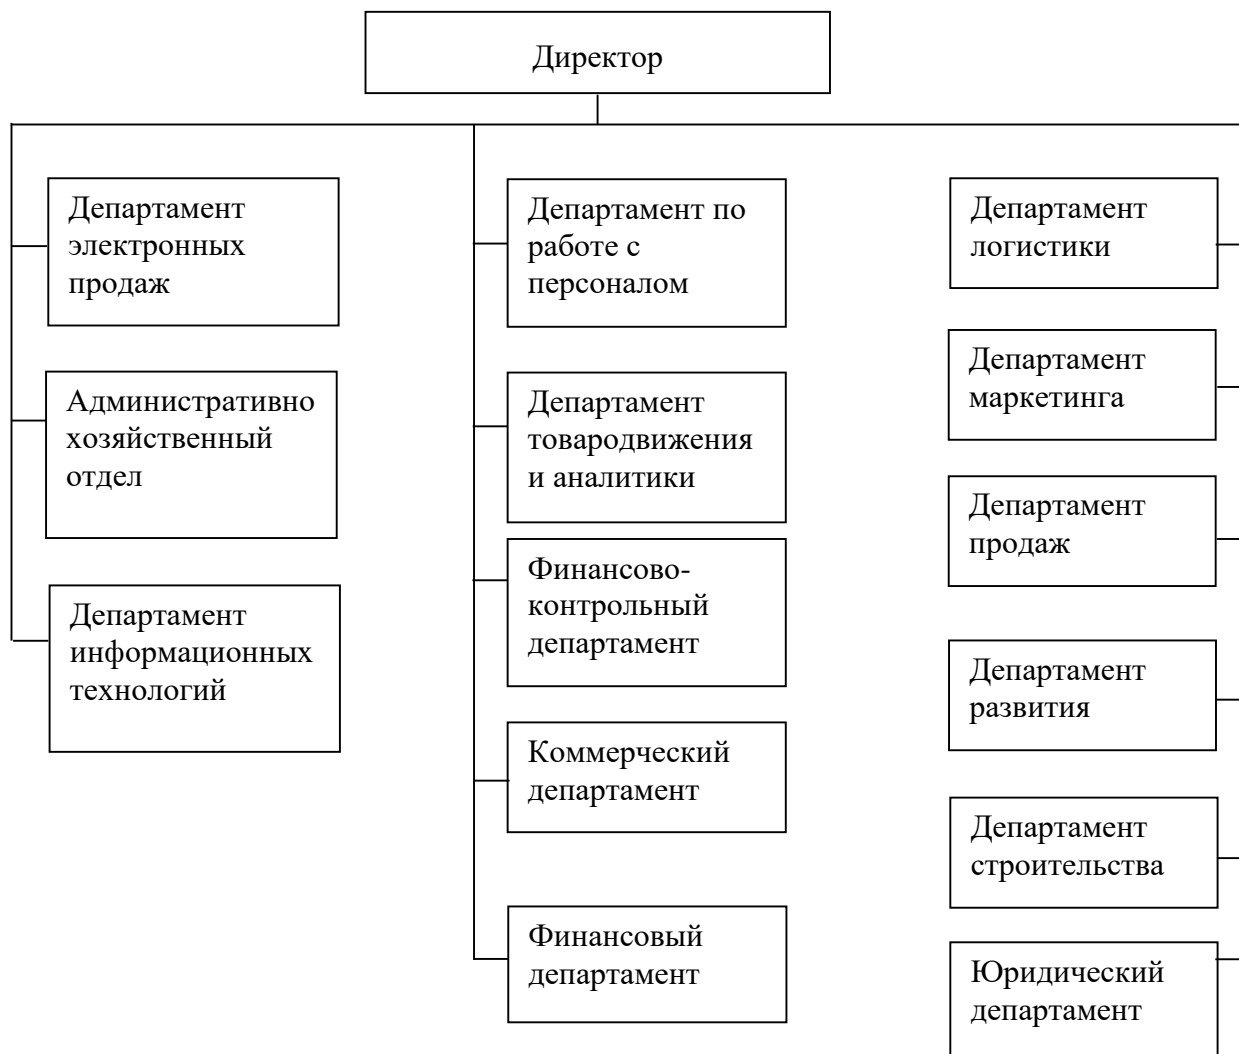 Директор
Департамент
электронных
продаж
Административно
хозяйственный
отдел
Департамент
информационных
технологий
Департамент по
работе с
персоналом
Департамент
товародвижения
и аналитики
Финансово-
контрольный
департамент
Коммерческий
департамент
Финансовый
департамент
Департамент
логистики
Департамент
маркетинга
Департамент
продаж
Департамент
развития
Департамент
строительства
Юридический
департамент